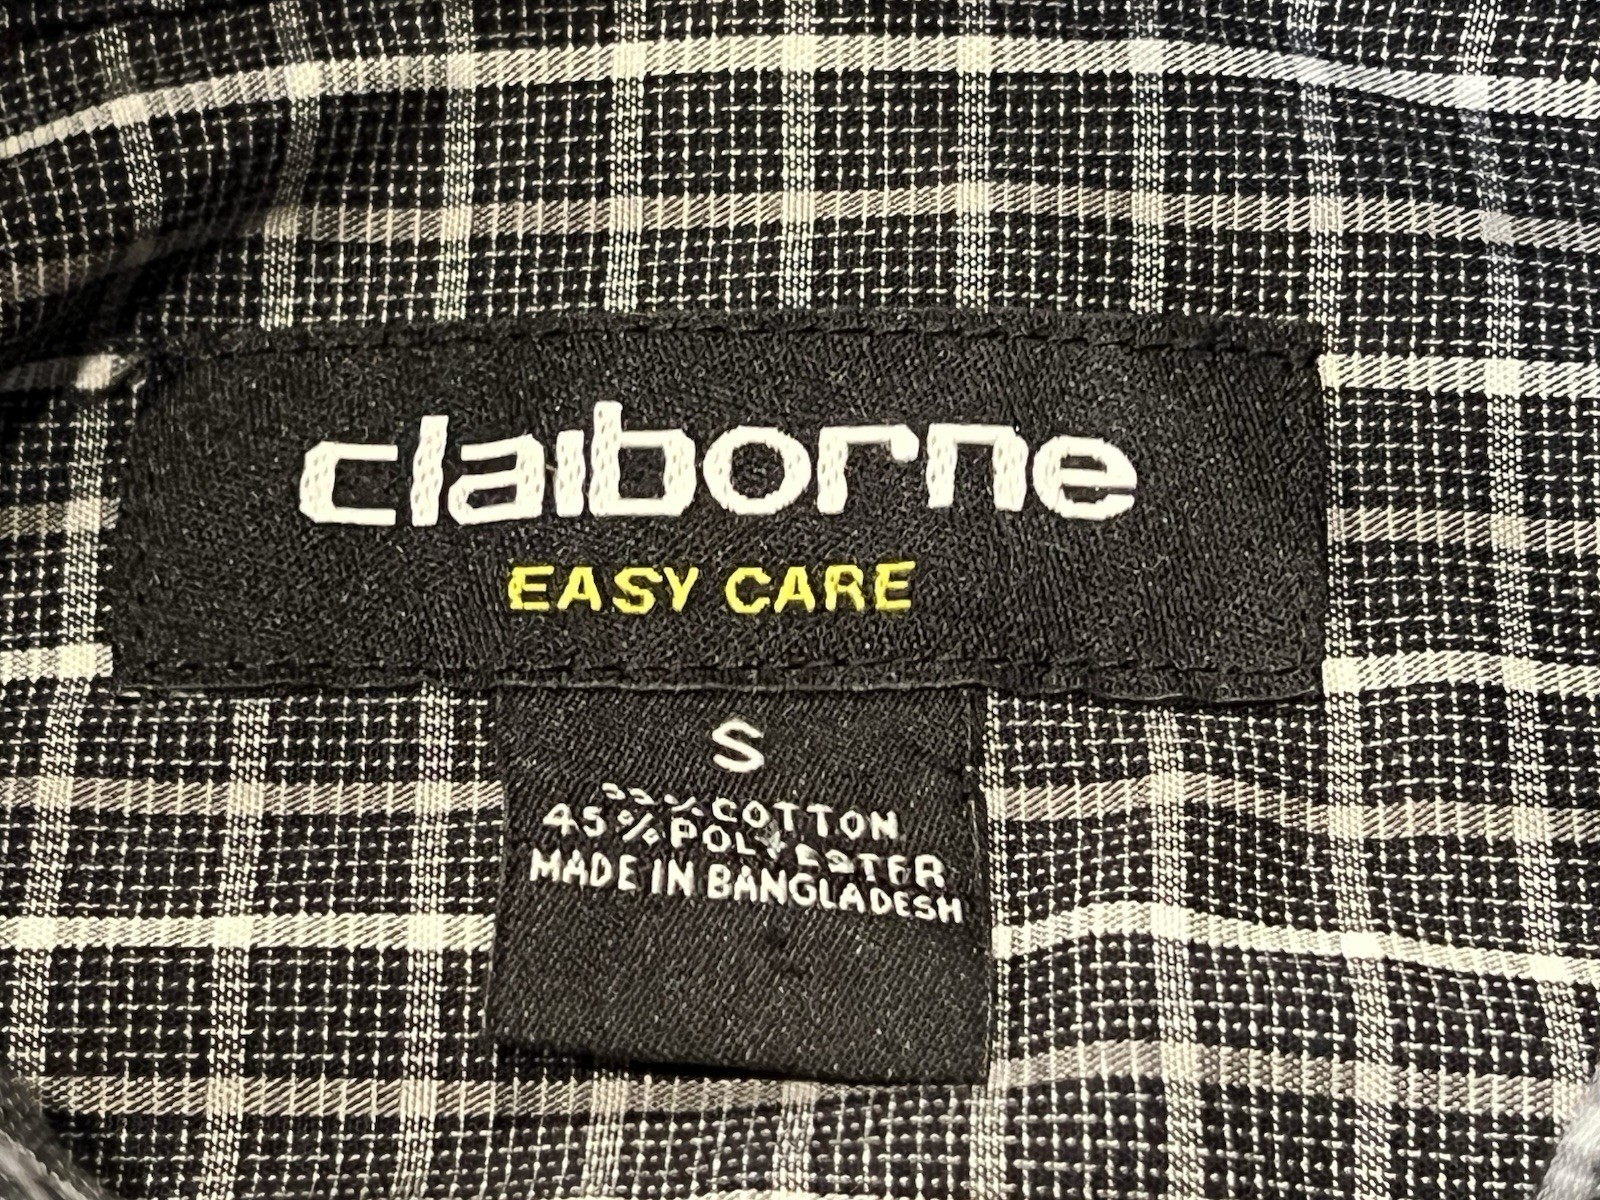 claiborne
EASY CARE
S
% COTTON
45% POLYESTER
MADE IN BANGLADESH